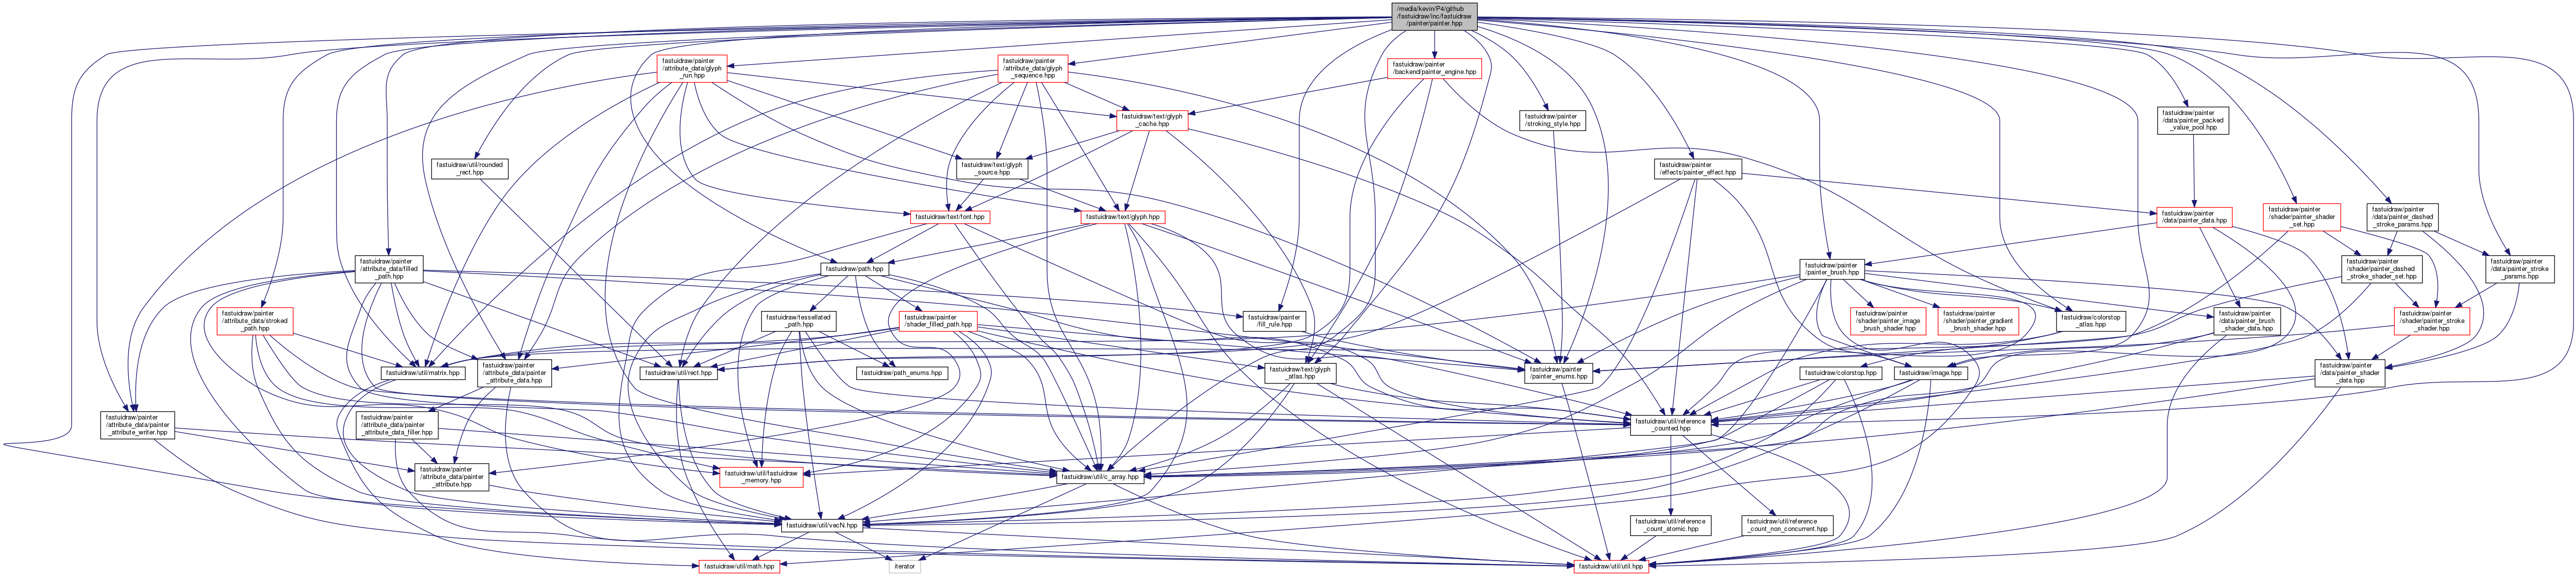 /media/kevin/P4/github
/fastuidraw/inc/fastuidraw
/painter/painter.hpp
fastuidraw/painter
/attribute_data/glyph
_run.hpp
fastuidraw/painter
/attribute_data/glyph
_sequence.hpp
fastuidraw/painter
/backend/painter_engine.hpp
fastuidraw/text/glyph
_cache.hpp
fastuidraw/painter
/stroking_style.hpp
fastuidraw/painter
/data/painter_packed
_value_pool.hpp
fastuidraw/util/rounded
_rect.hpp
fastuidraw/text/glyph
_source.hpp
fastuidraw/painter
/effects/painter_effect.hpp
fastuidraw/text/font.hpp
fastuidraw/text/glyph.hpp
fastuidraw/painter
/data/painter_data.hpp
fastuidraw/painter
/shader/painter_shader
_set.hpp
fastuidraw/painter
/data/painter_dashed
_stroke_params.hpp
fastuidraw/painter
/attribute_data/filled
_path.hpp
fastuidraw/path.hpp
fastuidraw/painter
/painter_brush.hpp
fastuidraw/painter
/shader/painter_dashed
_stroke_shader_set.hpp
fastuidraw/painter
/data/painter_stroke
_params.hpp
fastuidraw/painter
/attribute_data/stroked
_path.hpp
fastuidraw/tessellated
_path.hpp
fastuidraw/painter
/shader_filled_path.hpp
fastuidraw/painter
/fill_rule.hpp
fastuidraw/painter
/shader/painter_image
_brush_shader.hpp
fastuidraw/painter
/shader/painter_gradient
_brush_shader.hpp
fastuidraw/colorstop
_atlas.hpp
fastuidraw/painter
/data/painter_brush
_shader_data.hpp
fastuidraw/painter
/shader/painter_stroke
_shader.hpp
fastuidraw/util/matrix.hpp
fastuidraw/painter
/attribute_data/painter
_attribute_data.hpp
fastuidraw/util/rect.hpp
fastuidraw/path_enums.hpp
fastuidraw/text/glyph
_atlas.hpp
fastuidraw/painter
/painter_enums.hpp
fastuidraw/colorstop.hpp
fastuidraw/image.hpp
fastuidraw/painter
/data/painter_shader
_data.hpp
fastuidraw/painter
/attribute_data/painter
_attribute_writer.hpp
fastuidraw/painter
/attribute_data/painter
_attribute_data_filler.hpp
fastuidraw/util/reference
_counted.hpp
fastuidraw/painter
/attribute_data/painter
_attribute.hpp
fastuidraw/util/fastuidraw
_memory.hpp
fastuidraw/util/c_array.hpp
fastuidraw/util/vecN.hpp
fastuidraw/util/reference
_count_atomic.hpp
fastuidraw/util/reference
_count_non_concurrent.hpp
fastuidraw/util/math.hpp
iterator
fastuidraw/util/util.hpp